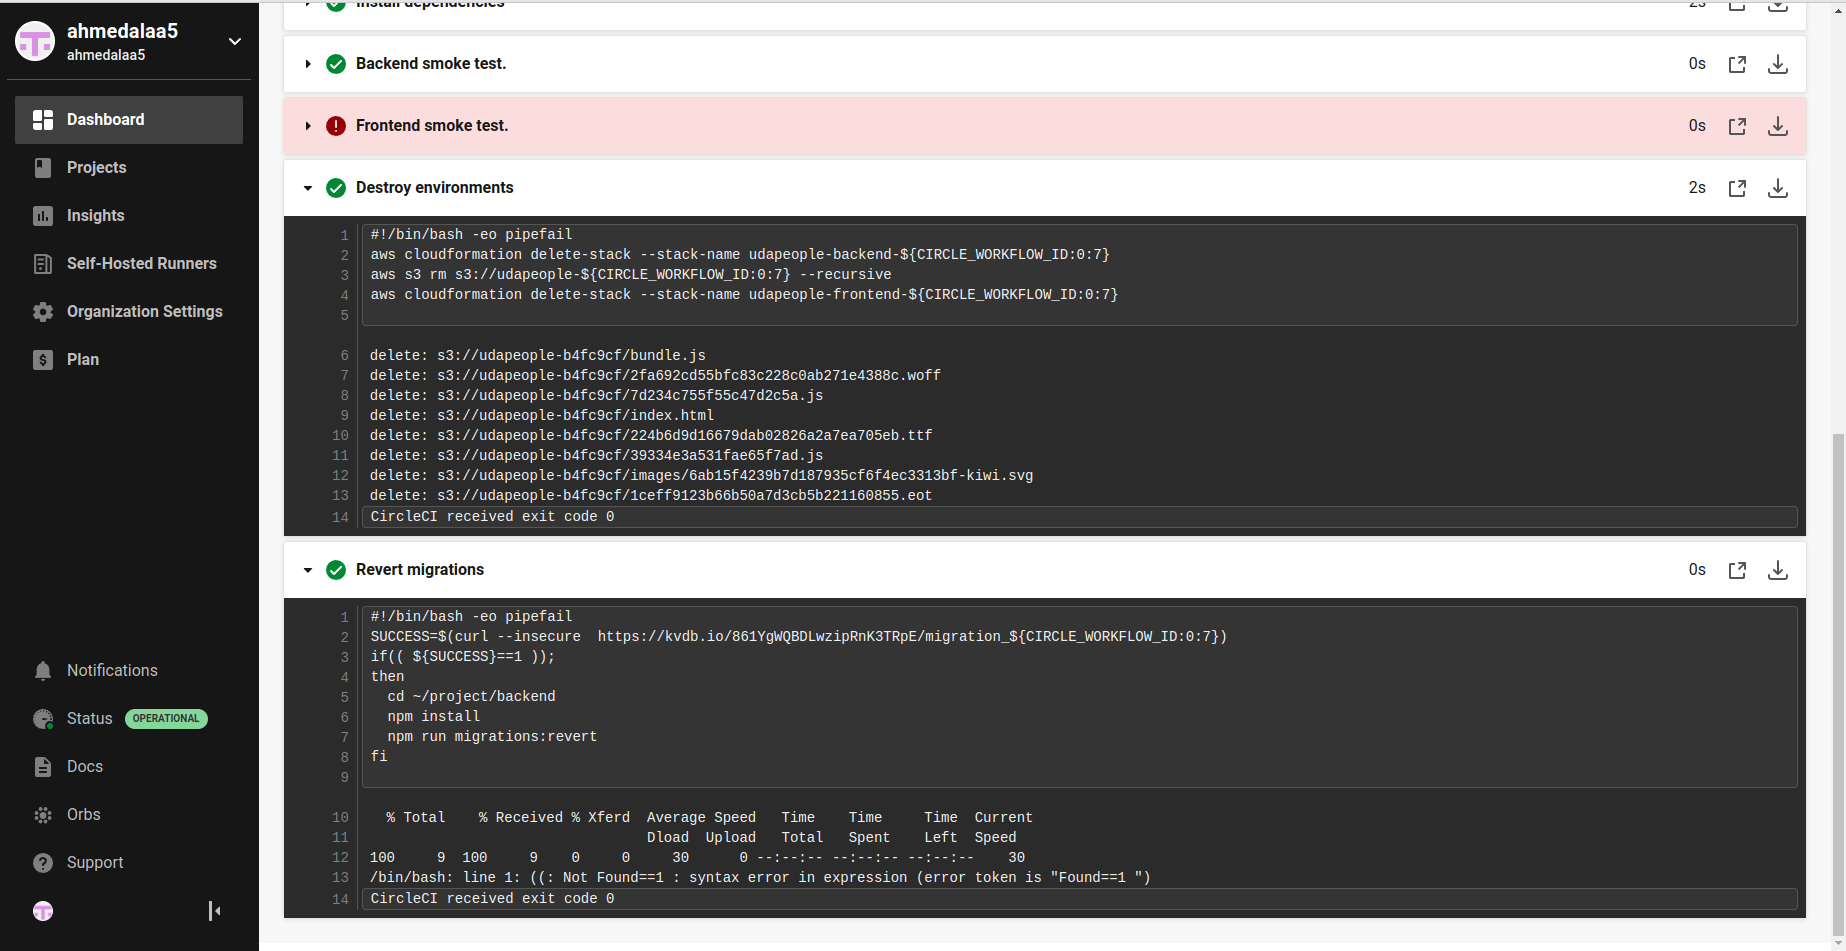 ahmedalaa5
ahmedalaa5
Dashboard
Projects
Insights
Self-Hosted Runners
Organization Settings
Plan
Notifications
Status OPERATIONAL
Docs
Orbs
Support
Install dependencies 2s
Backend smoke test. 0s
Frontend smoke test. 0s
Destroy environments 2s
1 #!/bin/bash -eo pipefail
2 aws cloudformation delete-stack --stack-name udapeople-backend-${CIRCLE_WORKFLOW_ID:0:7}
3 aws s3 rm s3://udapeople-${CIRCLE_WORKFLOW_ID:0:7} --recursive
4 aws cloudformation delete-stack --stack-name udapeople-frontend-${CIRCLE_WORKFLOW_ID:0:7}
5
6 delete: s3://udapeople-b4fc9cf/bundle.js
7 delete: s3://udapeople-b4fc9cf/2fa692cd55bfc83c228c0ab271e4388c.woff
8 delete: s3://udapeople-b4fc9cf/7d234c755f55c47d2c5a.js
9 delete: s3://udapeople-b4fc9cf/index.html
10 delete: s3://udapeople-b4fc9cf/224b6d9d16679dab02826a2a7ea705eb.ttf
11 delete: s3://udapeople-b4fc9cf/39334e3a531fae65f7ad.js
12 delete: s3://udapeople-b4fc9cf/images/6ab15f4239b7d187935cf6f4ec3313bf-kiwi.svg
13 delete: s3://udapeople-b4fc9cf/1ceff9123b66b50a7d3cb5b221160855.eot
14 CircleCI received exit code 0
Revert migrations 0s
1 #!/bin/bash -eo pipefail
2 SUCCESS=$(curl --insecure  https://kvdb.io/861YgWQBDLwzipRnK3TRpE/migration_${CIRCLE_WORKFLOW_ID:0:7})
3 if(( ${SUCCESS}==1 ));
4 then
5   cd ~/project/backend
6   npm install
7   npm run migrations:revert
8 fi
9
10   % Total    % Received % Xferd  Average Speed   Time    Time     Time  Current
11                                  Dload  Upload   Total   Spent    Left  Speed
12 100     9  100     9    0     0     30      0 --:--:-- --:--:-- --:--:--    30
13 /bin/bash: line 1: ((: Not Found==1 : syntax error in expression (error token is "Found==1 ")
14 CircleCI received exit code 0